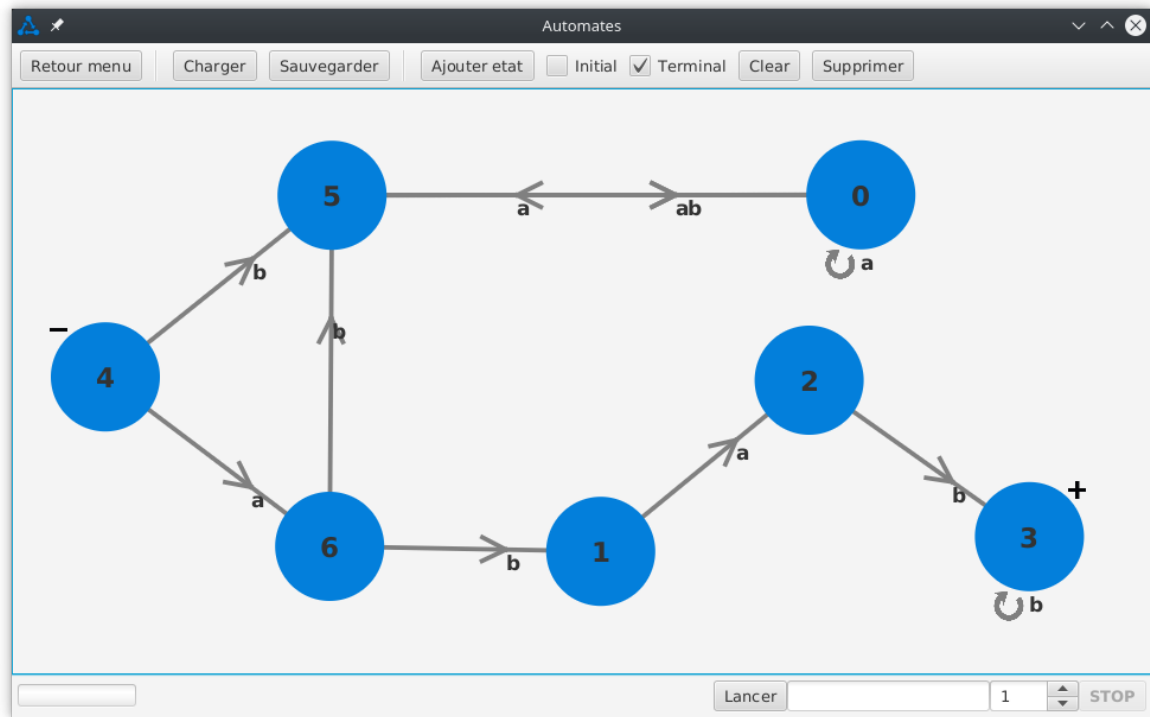 Automates
Retour menu Charger Sauvegarder Ajouter etat Initial Terminal Clear Supprimer
5 0
a ab
a
b
b
− 4
2
a
+
b
a
6 1 3
b
b
Lancer 1 STOP